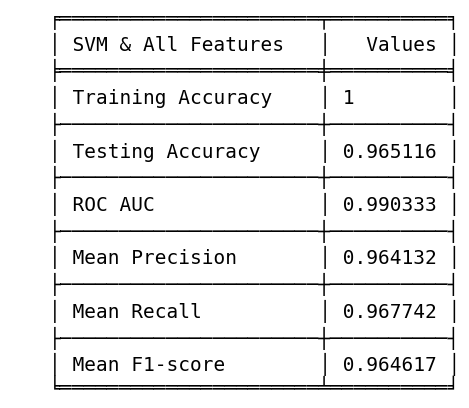 SVM & All Features Values
Training Accuracy 1
Testing Accuracy 0.965116
ROC AUC 0.990333
Mean Precision 0.964132
Mean Recall 0.967742
Mean F1-score 0.964617